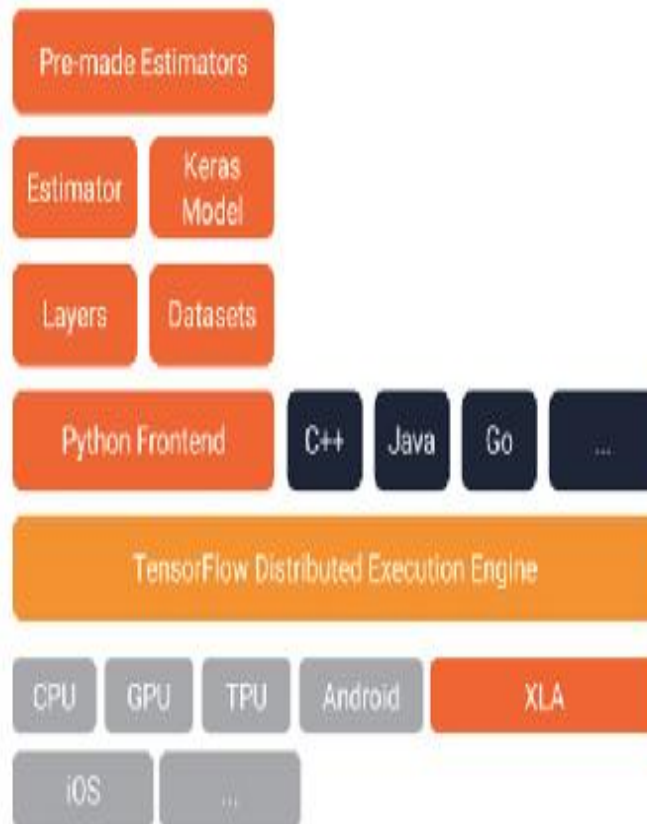 Pre-made Estimators
Estimator
Keras
Model
Layers
Datasets
Python Frontend
C++
Java
Go
...
TensorFlow Distributed Execution Engine
CPU
GPU
TPU
Android
XLA
iOS
...